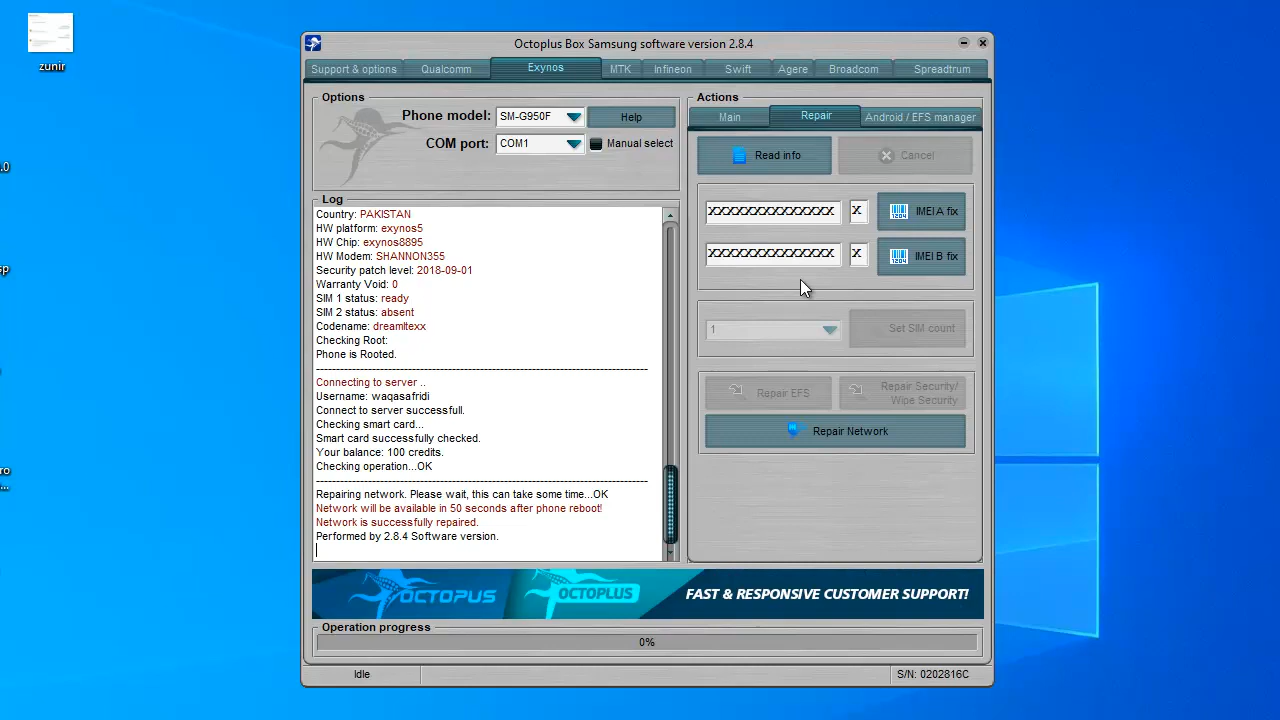 zunir
.0
sp
ro
...
Octoplus Box Samsung software version 2.8.4
Support & options
Qualcomm
Exynos
MTK
Infineon
Swift
Agere
Broadcom
Spreadtrum
Options
Phone model:
SM-G950F
Help
COM port:
COM1
Manual select
Log
Country: PAKISTAN
HW platform: exynos5
HW Chip: exynos8895
HW Modem: SHANNON355
Security patch level: 2018-09-01
Warranty Void: 0
SIM 1 status: ready
SIM 2 status: absent
Codename: dreamltexx
Checking Root:
Phone is Rooted.
Connecting to server ..
Username: waqasafridi
Connect to server successfull.
Checking smart card...
Smart card successfully checked.
Your balance: 100 credits.
Checking operation...OK
Repairing network. Please wait, this can take some time...OK
Network will be available in 50 seconds after phone reboot!
Network is successfully repaired.
Performed by 2.8.4 Software version.
Actions
Main
Repair
Android / EFS manager
Read info
Cancel
XXXXXXXXXXXXXX
X
1204
IMEI A fix
XXXXXXXXXXXXXX
X
1204
IMEI B fix
1
Set SIM count
Repair EFS
Repair Security/
Wipe Security
Repair Network
OCTOPUS
OCTOPLUS
FAST & RESPONSIVE CUSTOMER SUPPORT!
Operation progress
0%
Idle
S/N: 0202816C